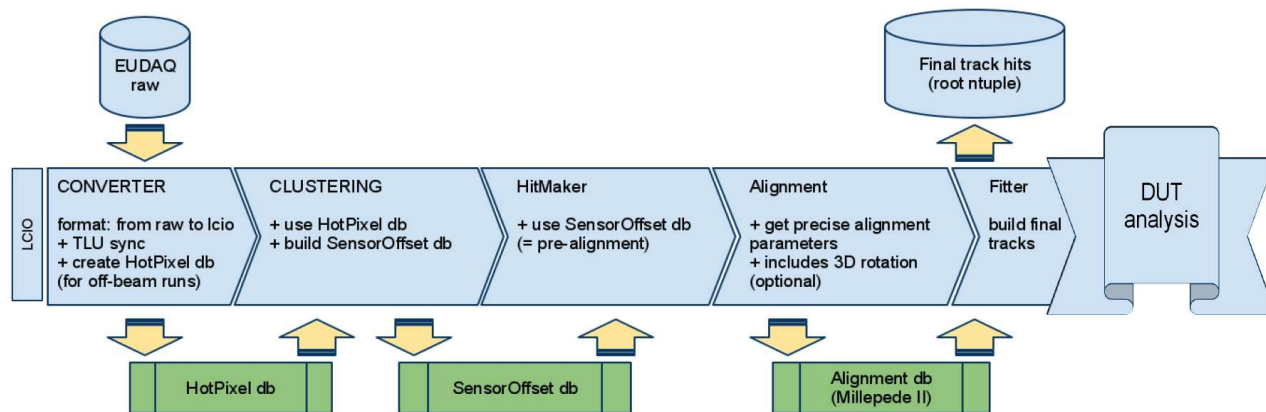 EUDAQ
raw
Final track hits
(root ntuple)
LCIO
CONVERTER
format: from raw to lcio
+ TLU sync
+ create HotPixel db
(for off-beam runs)
CLUSTERING
+ use HotPixel db
+ build SensorOffset db
HitMaker
+ use SensorOffset db
(= pre-alignment)
Alignment
+ get precise alignment
parameters
+ includes 3D rotation
(optional)
Fitter
build final
tracks
DUT
analysis
HotPixel db
SensorOffset db
Alignment db
(Millepede II)